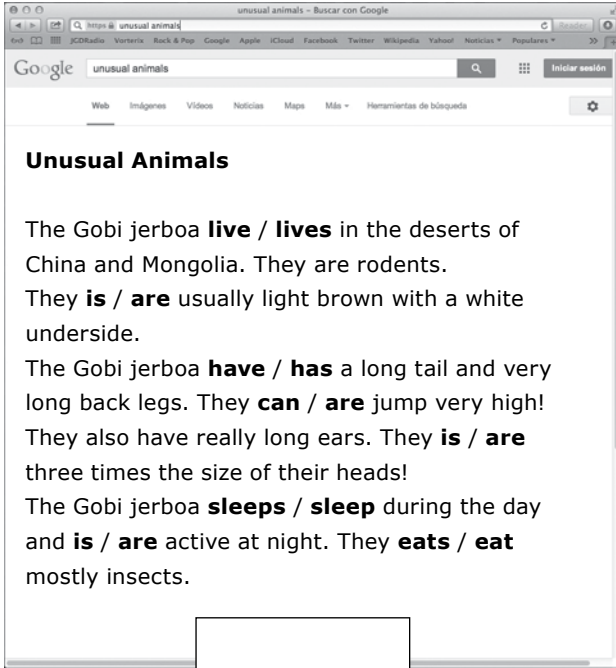 unusual animals – Buscar con Google
https unusual animals
Reader
JGDRadio Vorterix Rock & Pop Google Apple iCloud Facebook Twitter Wikipedia Yahoo! Noticias Populares
Google unusual animals Iniciar sesión
Web Imágenes Vídeos Noticias Maps Más Herramientas de búsqueda
Unusual Animals
The Gobi jerboa live / lives in the deserts of
China and Mongolia. They are rodents.
They is / are usually light brown with a white
underside.
The Gobi jerboa have / has a long tail and very
long back legs. They can / are jump very high!
They also have really long ears. They is / are
three times the size of their heads!
The Gobi jerboa sleeps / sleep during the day
and is / are active at night. They eats / eat
mostly insects.